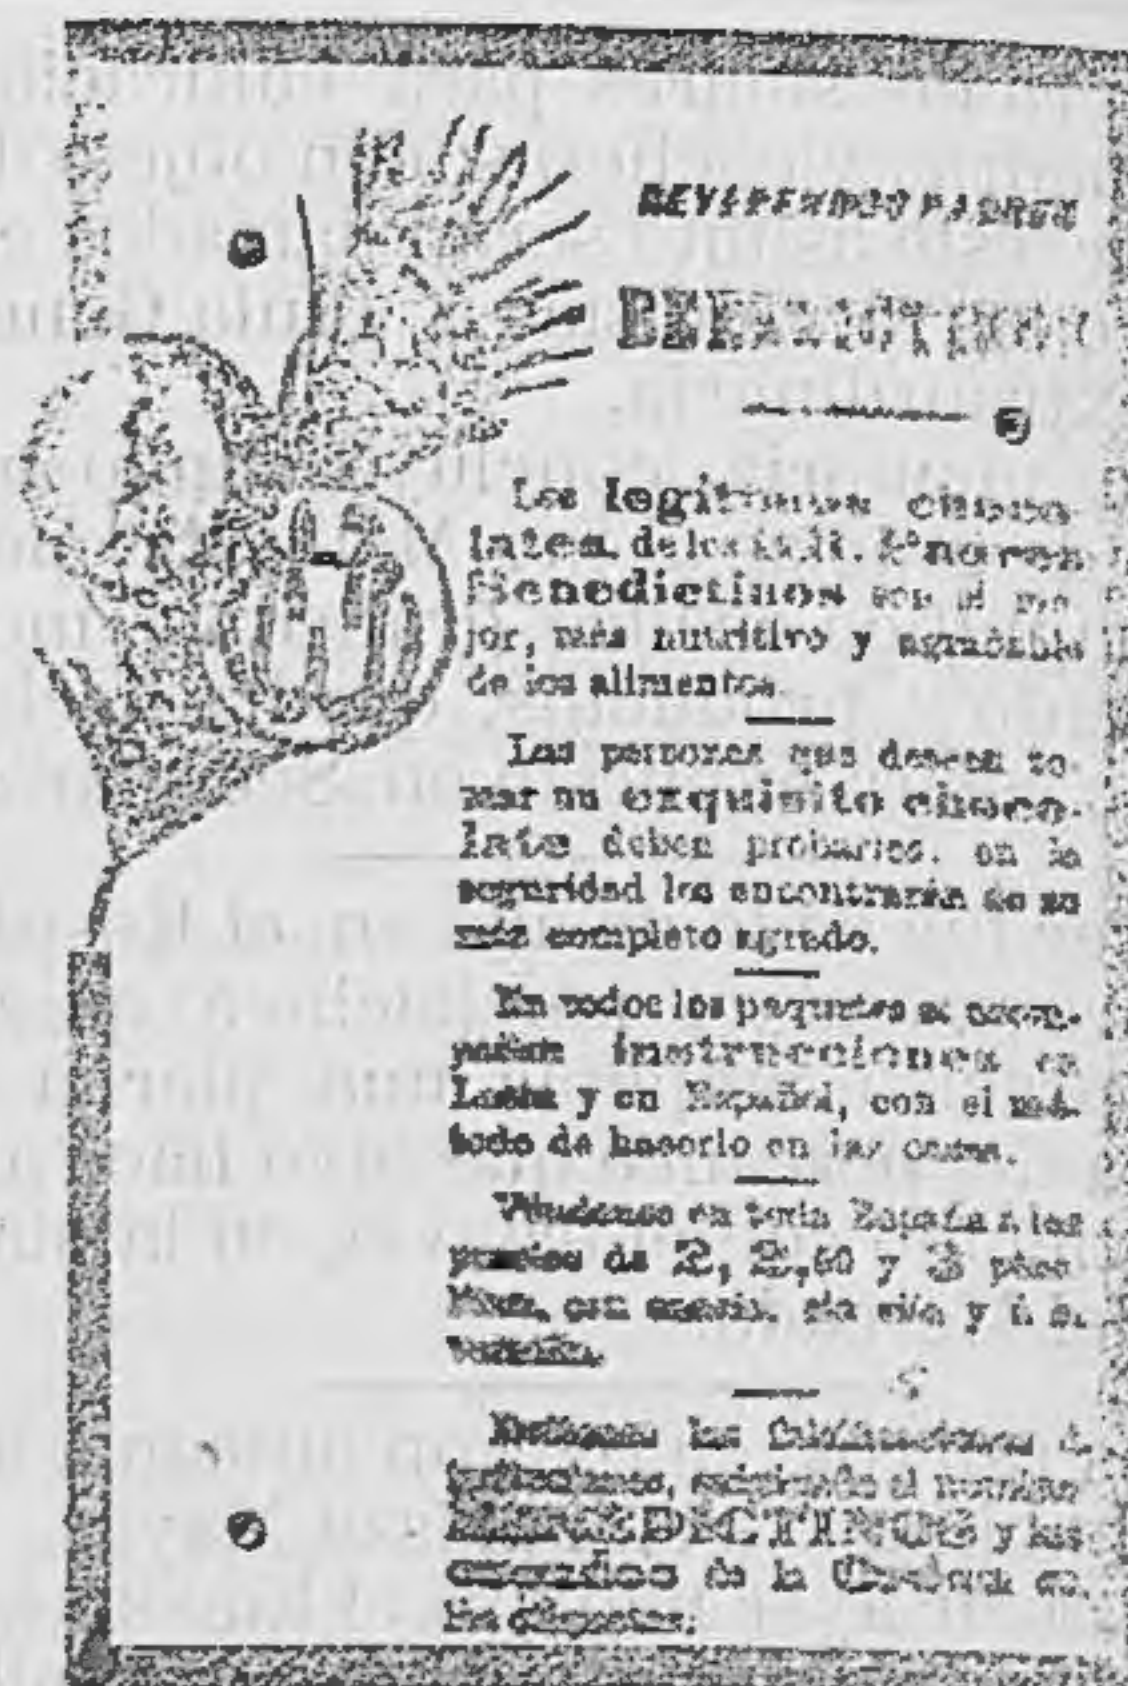 REVERENDOS PADRES
BENEDICTINOS
Los legítimos choco-
lates de los RR. Padres
Benedictinos son el me-
jor, más nutritivo y agradable
de los alimentos.
Las personas que deseen to-
mar un exquisito choco-
late deben probarlos, en la
seguridad los encontrarán de su
más completo agrado.
En todos los paquetes se acom-
pañan instrucciones en
Latín y en Español, con el mé-
todo de hacerlo en las casas.
Véndense en toda España á los
precios de 2, 2,50 y 3 pese-
tas, con canela, sin ella y á la
vainilla.
las falsificaciones é
imitaciones, exigiendo el nombre
BENEDICTINOS y los
escudos de la Orden en
las etiquetas.